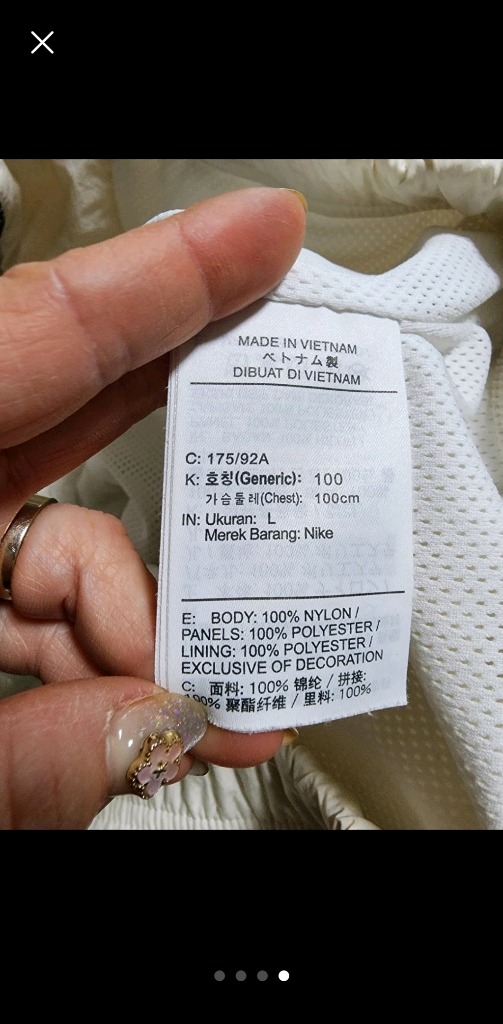 MADE IN VIETNAM
ベトナム製
DIBUAT DI VIETNAM
C: 175/92A
K: 호칭(Generic): 100
가슴둘레(Chest): 100cm
IN: Ukuran: L
Merek Barang: Nike
E: BODY: 100% NYLON /
PANELS: 100% POLYESTER /
LINING: 100% POLYESTER /
EXCLUSIVE OF DECORATION
C: 面料: 100% 锦纶 / 拼接:
100% 聚酯纤维 / 里料: 100%